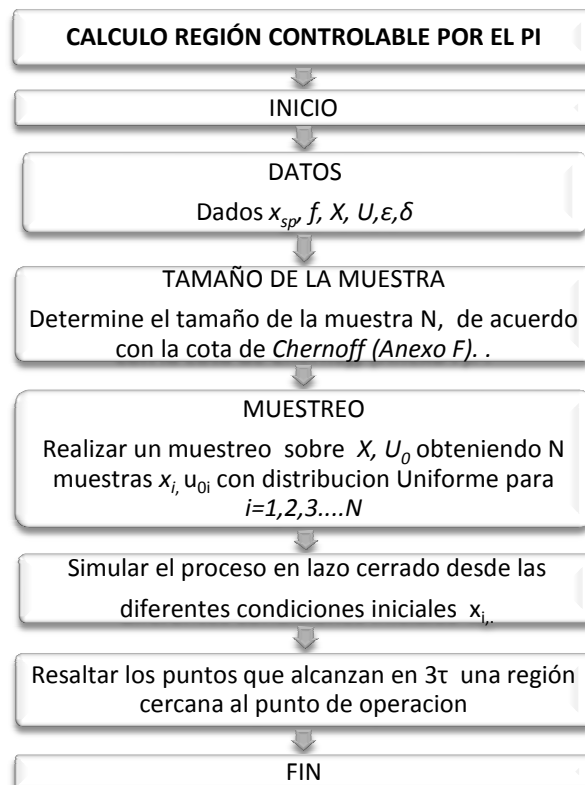 CALCULO REGIÓN CONTROLABLE POR EL PI
INICIO
DATOS
Dados x_sp, f, X, U,ε,δ
TAMAÑO DE LA MUESTRA
Determine el tamaño de la muestra N, de acuerdo
con la cota de Chernoff (Anexo F). .
MUESTREO
Realizar un muestreo sobre X, U_0 obteniendo N
muestras x_i, u_0i con distribucion Uniforme para
i=1,2,3....N
Simular el proceso en lazo cerrado desde las
diferentes condiciones iniciales x_i,.
Resaltar los puntos que alcanzan en 3τ una región
cercana al punto de operacion
FIN